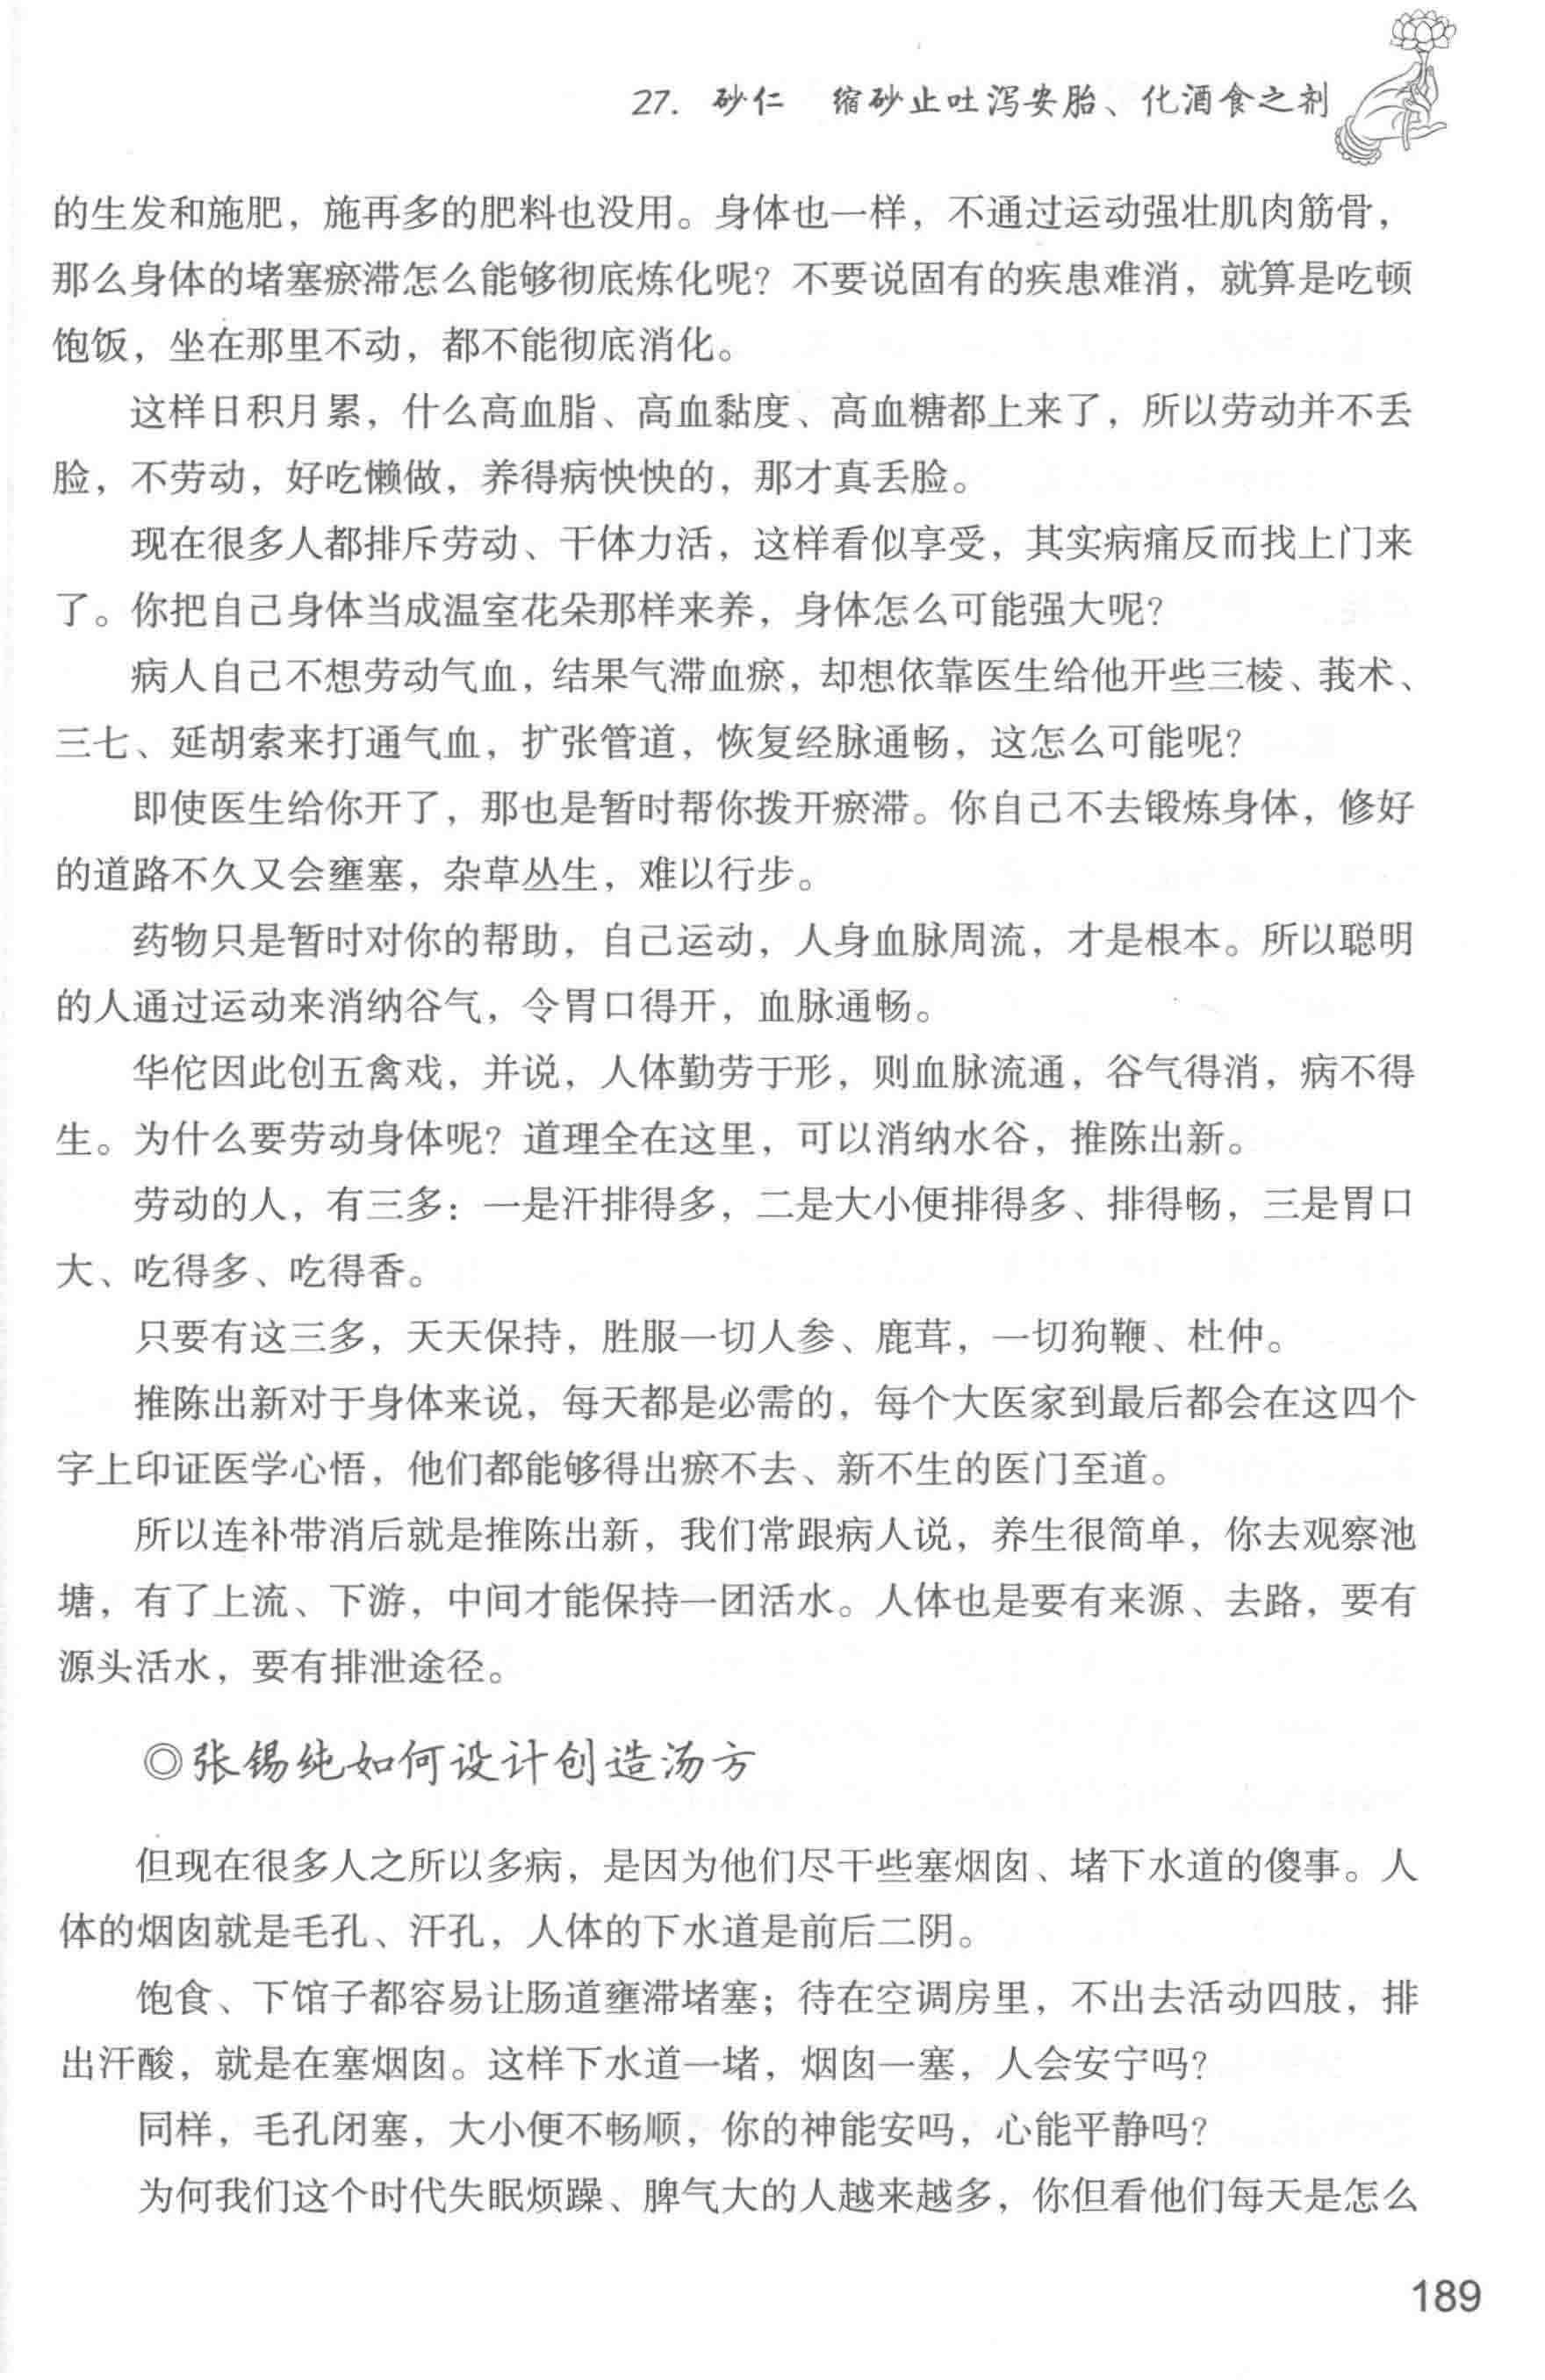 27. 砂仁 缩砂止吐泻安胎、化酒食之剂
的生发和施肥，施再多的肥料也没用。身体也一样，不通过运动强壮肌肉筋骨，
那么身体的堵塞瘀滞怎么能够彻底炼化呢？不要说固有的疾患难消，就算是吃顿
饱饭，坐在那里不动，都不能彻底消化。
这样日积月累，什么高血脂、高血黏度、高血糖都上来了，所以劳动并不丢
脸，不劳动，好吃懒做，养得病怏怏的，那才真丢脸。
现在很多人都排斥劳动、干体力活，这样看似享受，其实病痛反而找上门来
了。你把自己身体当成温室花朵那样来养，身体怎么可能强大呢？
病人自己不想劳动气血，结果气滞血瘀，却想依靠医生给他开些三棱、莪术、
三七、延胡索来打通气血，扩张管道，恢复经脉通畅，这怎么可能呢？
即使医生给你开了，那也是暂时帮你拨开瘀滞。你自己不去锻炼身体，修好
的道路不久又会壅塞，杂草丛生，难以行步。
药物只是暂时对你的帮助，自己运动，人身血脉周流，才是根本。所以聪明
的人通过运动来消纳谷气，令胃口得开，血脉通畅。
华佗因此创五禽戏，并说，人体勤劳于形，则血脉流通，谷气得消，病不得
生。为什么要劳动身体呢？道理全在这里，可以消纳水谷，推陈出新。
劳动的人，有三多：一是汗排得多，二是大小便排得多、排得畅，三是胃口
大、吃得多、吃得香。
只要有这三多，天天保持，胜服一切人参、鹿茸，一切狗鞭、杜仲。
推陈出新对于身体来说，每天都是必需的，每个大医家到最后都会在这四个
字上印证医学心悟，他们都能够得出瘀不去、新不生的医门至道。
所以连补带消后就是推陈出新，我们常跟病人说，养生很简单，你去观察池
塘，有了上流、下游，中间才能保持一团活水。人体也是要有来源、去路，要有
源头活水，要有排泄途径。
◎张锡纯如何设计创造汤方
但现在很多人之所以多病，是因为他们尽干些塞烟囱、堵下水道的傻事。人
体的烟囱就是毛孔、汗孔，人体的下水道是前后二阴。
饱食、下馆子都容易让肠道壅滞堵塞；待在空调房里，不出去活动四肢，排
出汗酸，就是在塞烟囱。这样下水道一堵，烟囱一塞，人会安宁吗？
同样，毛孔闭塞，大小便不畅顺，你的神能安吗，心能平静吗？
为何我们这个时代失眠烦躁、脾气大的人越来越多，你但看他们每天是怎么
189